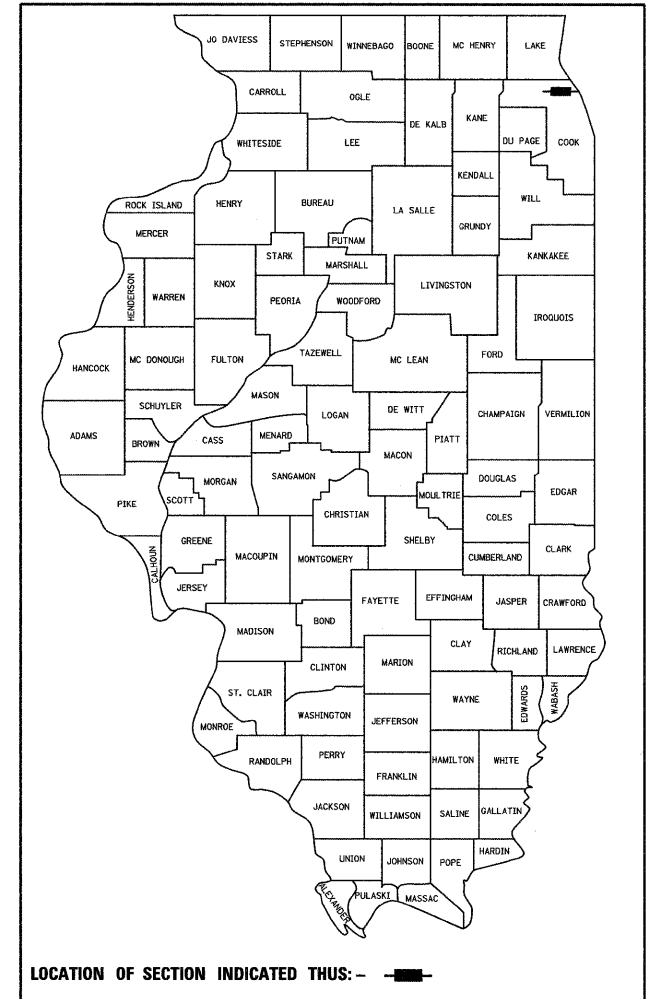 JO DAVIESS STEPHENSON WINNEBAGO BOONE MC HENRY LAKE
CARROLL OGLE DE KALB KANE DU PAGE COOK
WHITESIDE LEE
KENDALL WILL
ROCK ISLAND HENRY BUREAU LA SALLE GRUNDY
MERCER PUTNAM
STARK MARSHALL KANKAKEE
HENDERSON WARREN KNOX PEORIA WOODFORD LIVINGSTON IROQUOIS
HANCOCK MC DONOUGH FULTON TAZEWELL MC LEAN FORD
SCHUYLER MASON LOGAN DE WITT CHAMPAIGN VERMILION
ADAMS BROWN CASS MENARD MACON PIATT
PIKE SCOTT MORGAN SANGAMON MOULTRIE DOUGLAS EDGAR
CHRISTIAN COLES
CALHOUN GREENE MACOUPIN MONTGOMERY SHELBY CUMBERLAND CLARK
JERSEY FAYETTE EFFINGHAM JASPER CRAWFORD
MADISON BOND CLAY RICHLAND LAWRENCE
CLINTON MARION
ST. CLAIR WAYNE EDWARDS WABASH
MONROE WASHINGTON JEFFERSON
RANDOLPH PERRY HAMILTON WHITE
FRANKLIN
JACKSON WILLIAMSON SALINE GALLATIN
UNION JOHNSON POPE HARDIN
ALEXANDER PULASKI MASSAC
LOCATION OF SECTION INDICATED THUS: –